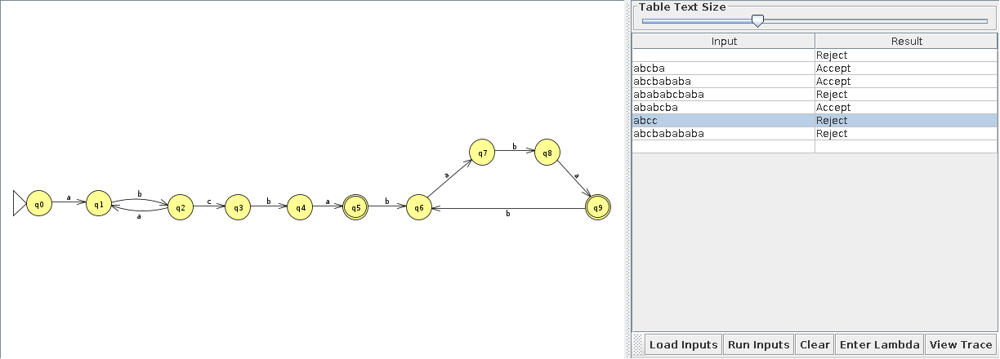 Table Text Size
Input Result
Reject
abcba Accept
abcbababa Accept
abababcbaba Reject
ababcba Accept
abcc Reject
abcbabababa Reject
q7 b q8
a a
q0 a q1 b q2 c q3 b q4 a q5 b q6 q9
a b
Load Inputs Run Inputs Clear Enter Lambda View Trace